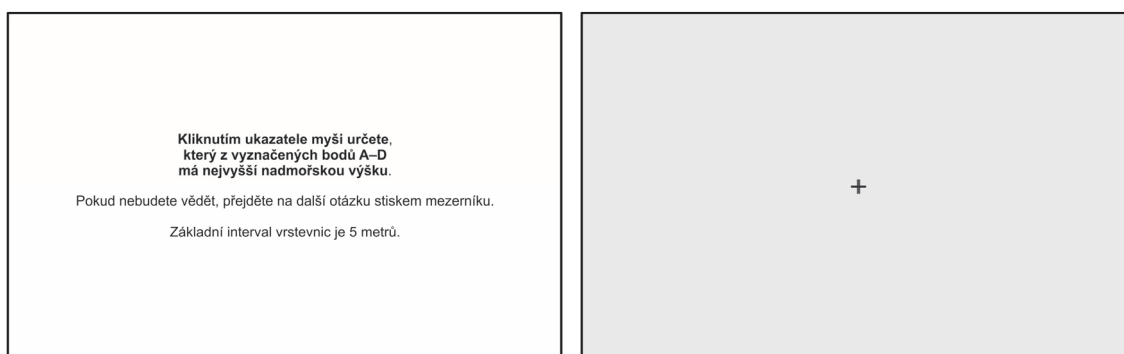 Kliknutím ukazatele myši určete,
který z vyznačených bodů A–D
má nejvyšší nadmořskou výšku.
Pokud nebudete vědět, přejděte na další otázku stiskem mezerníku.
Základní interval vrstevnic je 5 metrů.
+